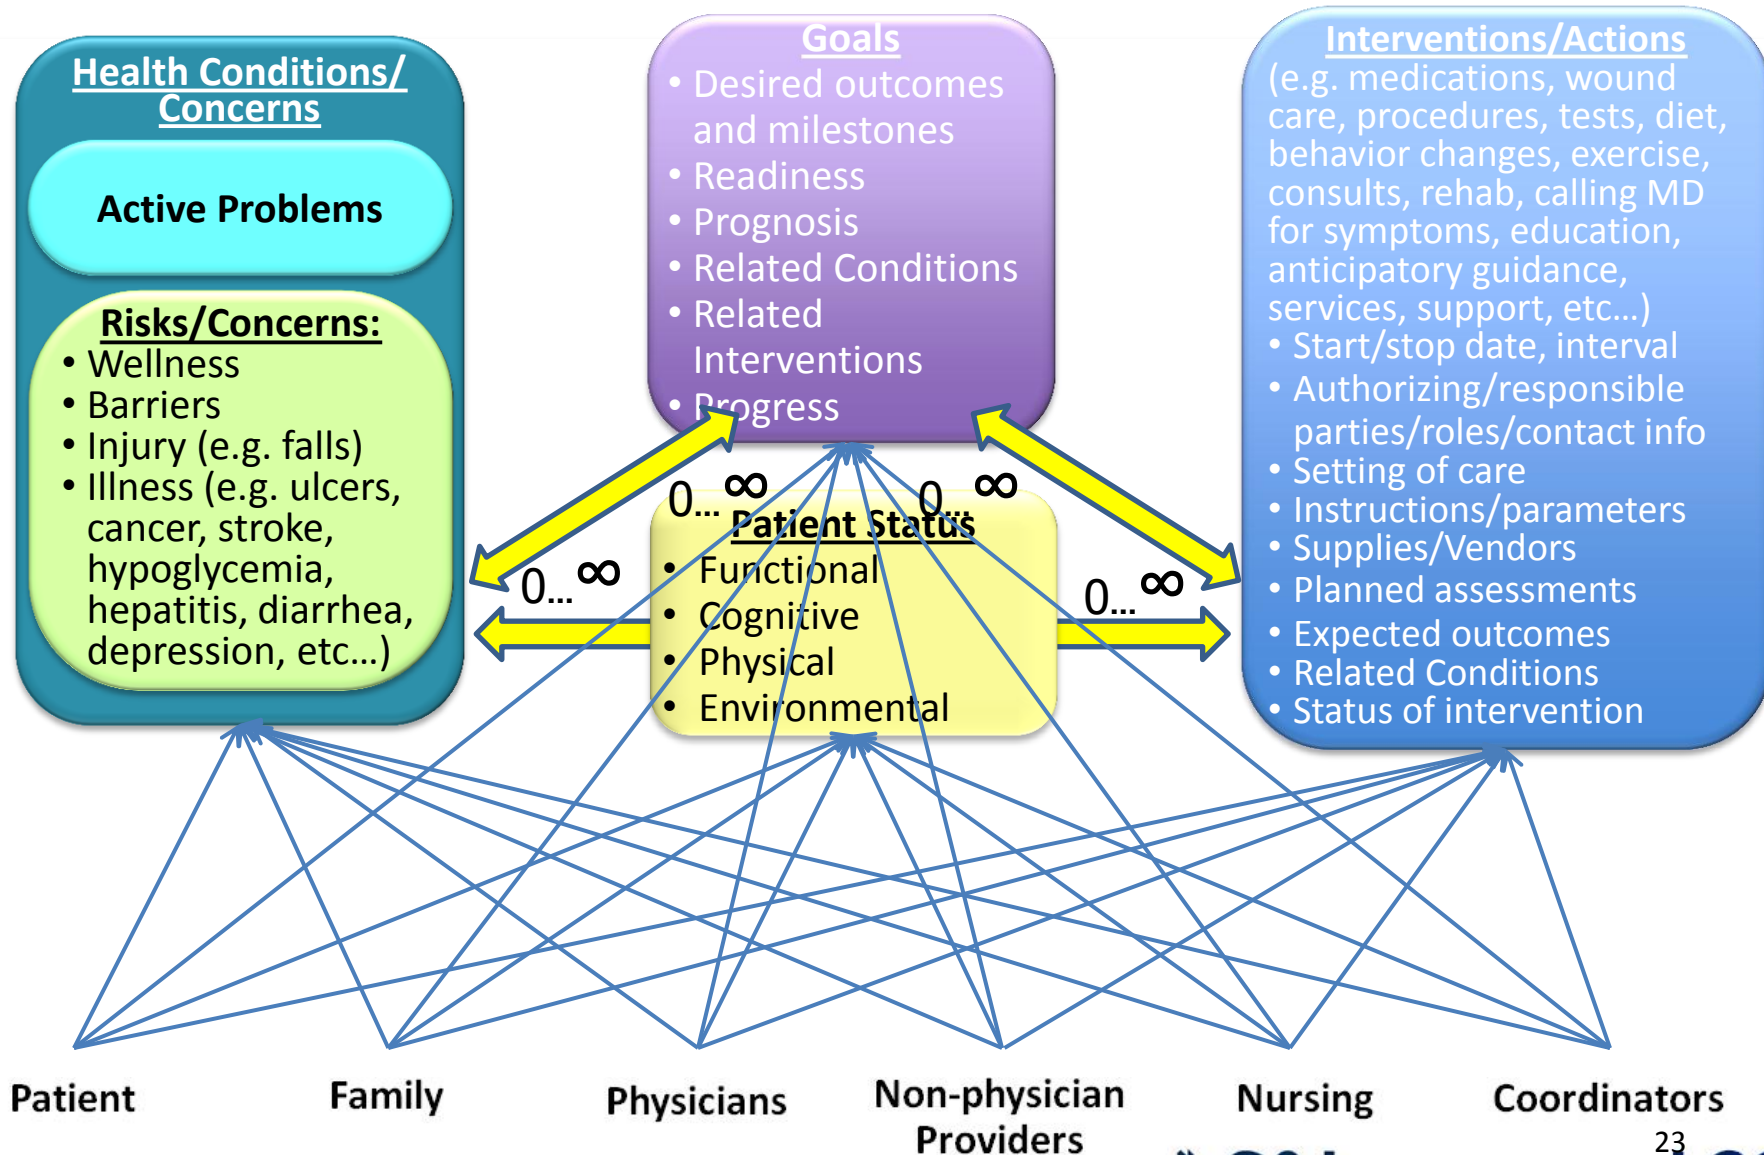 Health Conditions/
Concerns
Active Problems
Risks/Concerns:
• Wellness
• Barriers
• Injury (e.g. falls)
• Illness (e.g. ulcers,
cancer, stroke,
hypoglycemia,
hepatitis, diarrhea,
depression, etc...)
Goals
• Desired outcomes
and milestones
• Readiness
• Prognosis
• Related Conditions
• Related
Interventions
• Progress
0... ∞
0... ∞
Patient Status
• Functional
• Cognitive
• Physical
• Environmental
0... ∞
0... ∞
Interventions/Actions
(e.g. medications, wound
care, procedures, tests, diet,
behavior changes, exercise,
consults, rehab, calling MD
for symptoms, education,
anticipatory guidance,
services, support, etc...)
• Start/stop date, interval
• Authorizing/responsible
parties/roles/contact info
• Setting of care
• Instructions/parameters
• Supplies/Vendors
• Planned assessments
• Expected outcomes
• Related Conditions
• Status of intervention
Patient
Family
Physicians
Non-physician
Providers
Nursing
Coordinators
23